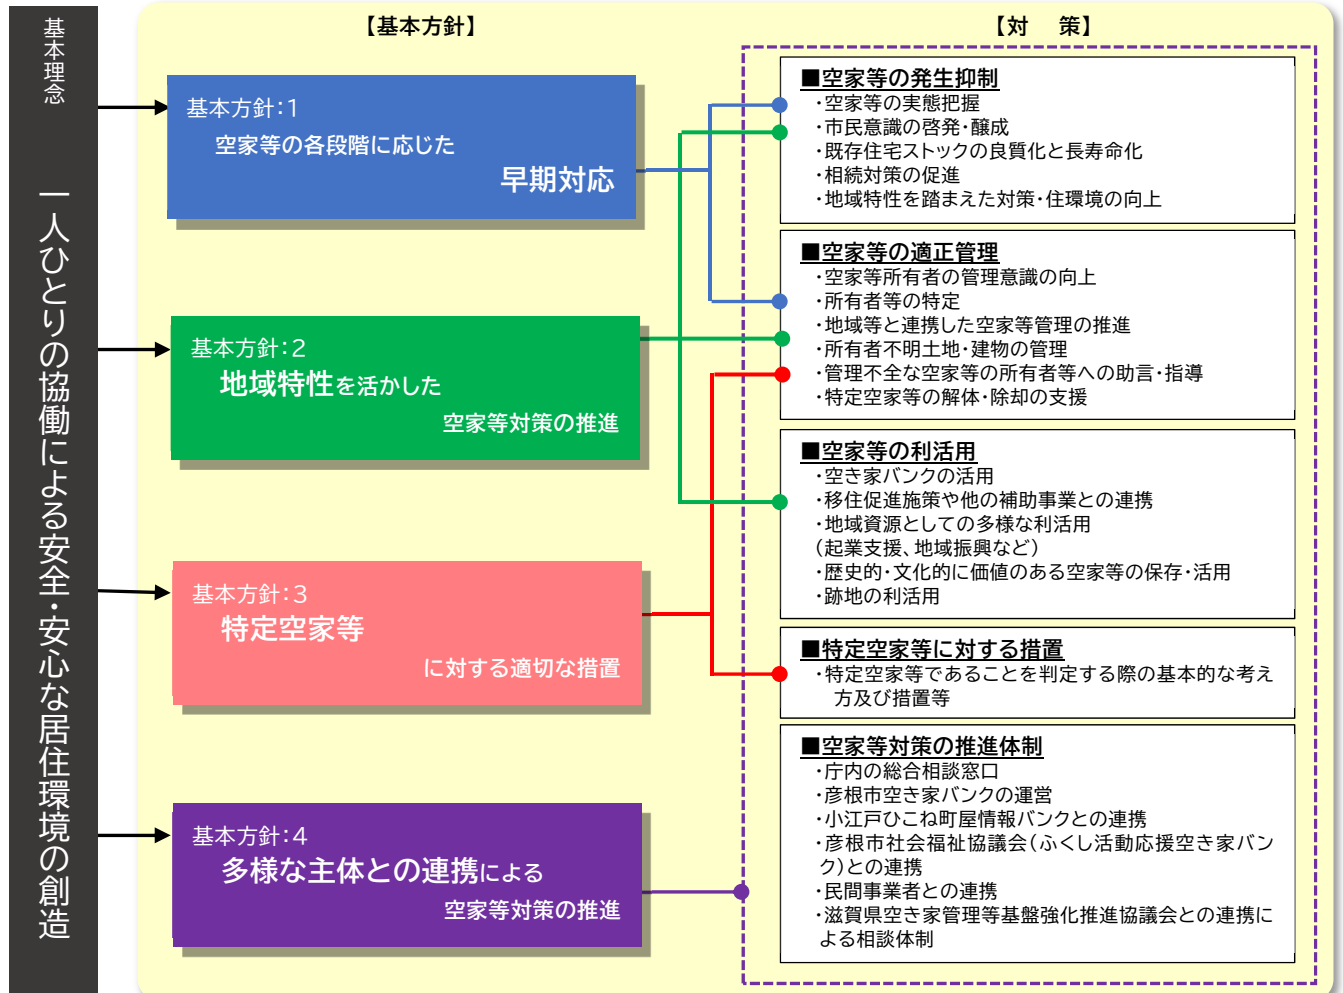 基本理念
一人ひとりの協働による安全・安心な居住環境の創造
【基本方針】
基本方針:1
空家等の各段階に応じた
早期対応
基本方針:2
地域特性を活かした
空家等対策の推進
基本方針:3
特定空家等
に対する適切な措置
基本方針:4
多様な主体との連携による
空家等対策の推進
【対　策】
■空家等の発生抑制
・空家等の実態把握
・市民意識の啓発・醸成
・既存住宅ストックの良質化と長寿命化
・相続対策の促進
・地域特性を踏まえた対策・住環境の向上
■空家等の適正管理
・空家等所有者の管理意識の向上
・所有者等の特定
・地域等と連携した空家等管理の推進
・所有者不明土地・建物の管理
・管理不全な空家等の所有者等への助言・指導
・特定空家等の解体・除却の支援
■空家等の利活用
・空き家バンクの活用
・移住促進施策や他の補助事業との連携
・地域資源としての多様な利活用
（起業支援、地域振興など）
・歴史的・文化的に価値のある空家等の保存・活用
・跡地の利活用
■特定空家等に対する措置
・特定空家等であることを判定する際の基本的な考え
方及び措置等
■空家等対策の推進体制
・庁内の総合相談窓口
・彦根市空き家バンクの運営
・小江戸ひこね町屋情報バンクとの連携
・彦根市社会福祉協議会（ふくし活動応援空き家バン
ク）との連携
・民間事業者との連携
・滋賀県空き家管理等基盤強化推進協議会との連携に
よる相談体制